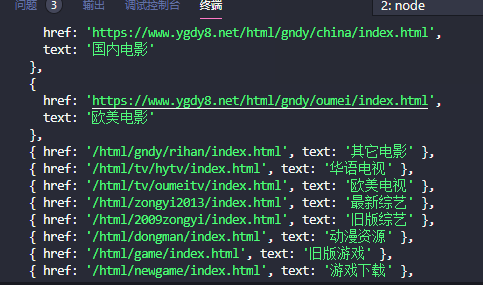 问题 3 输出 调试控制台 终端 2: node
href: 'https://www.ygdy8.net/html/gndy/china/index.html',
text: '国内电影'
},
{
href: 'https://www.ygdy8.net/html/gndy/oumei/index.html',
text: '欧美电影'
},
{ href: '/html/gndy/rihan/index.html', text: '其它电影' },
{ href: '/html/tv/hytv/index.html', text: '华语电视' },
{ href: '/html/tv/oumeitv/index.html', text: '欧美电视' },
{ href: '/html/zongyi2013/index.html', text: '最新综艺' },
{ href: '/html/2009zongyi/index.html', text: '旧版综艺' },
{ href: '/html/dongman/index.html', text: '动漫资源' },
{ href: '/html/game/index.html', text: '旧版游戏' },
{ href: '/html/newgame/index.html', text: '游戏下载' },